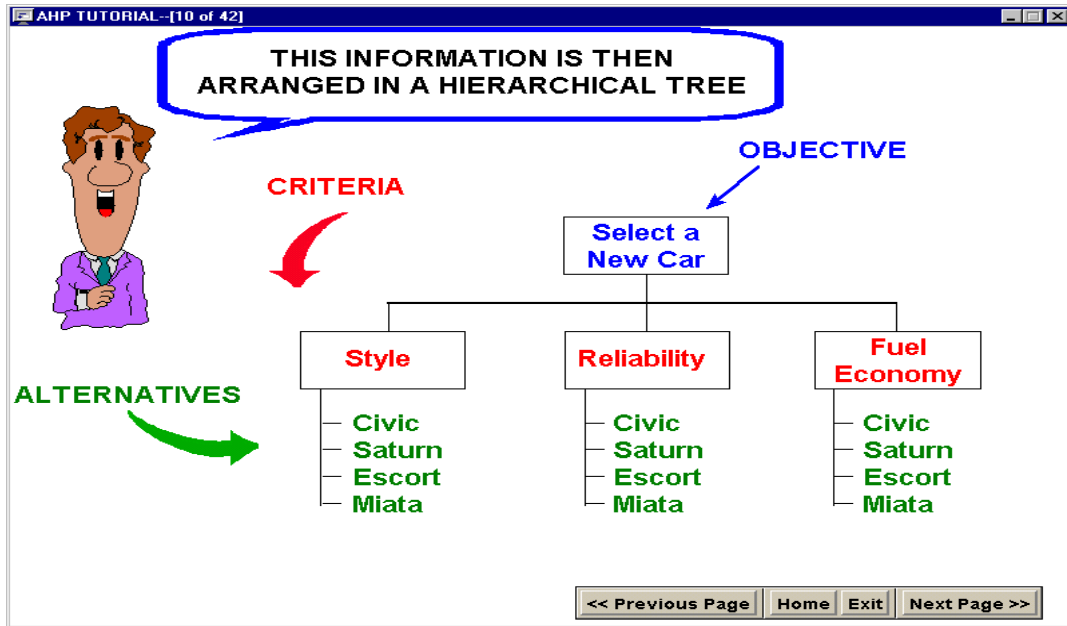 AHP TUTORIAL--[10 of 42]
THIS INFORMATION IS THEN
ARRANGED IN A HIERARCHICAL TREE
OBJECTIVE
CRITERIA
Select a
New Car
Style
Reliability
Fuel
Economy
ALTERNATIVES
Civic
Saturn
Escort
Miata
Civic
Saturn
Escort
Miata
Civic
Saturn
Escort
Miata
<< Previous Page
Home
Exit
Next Page >>